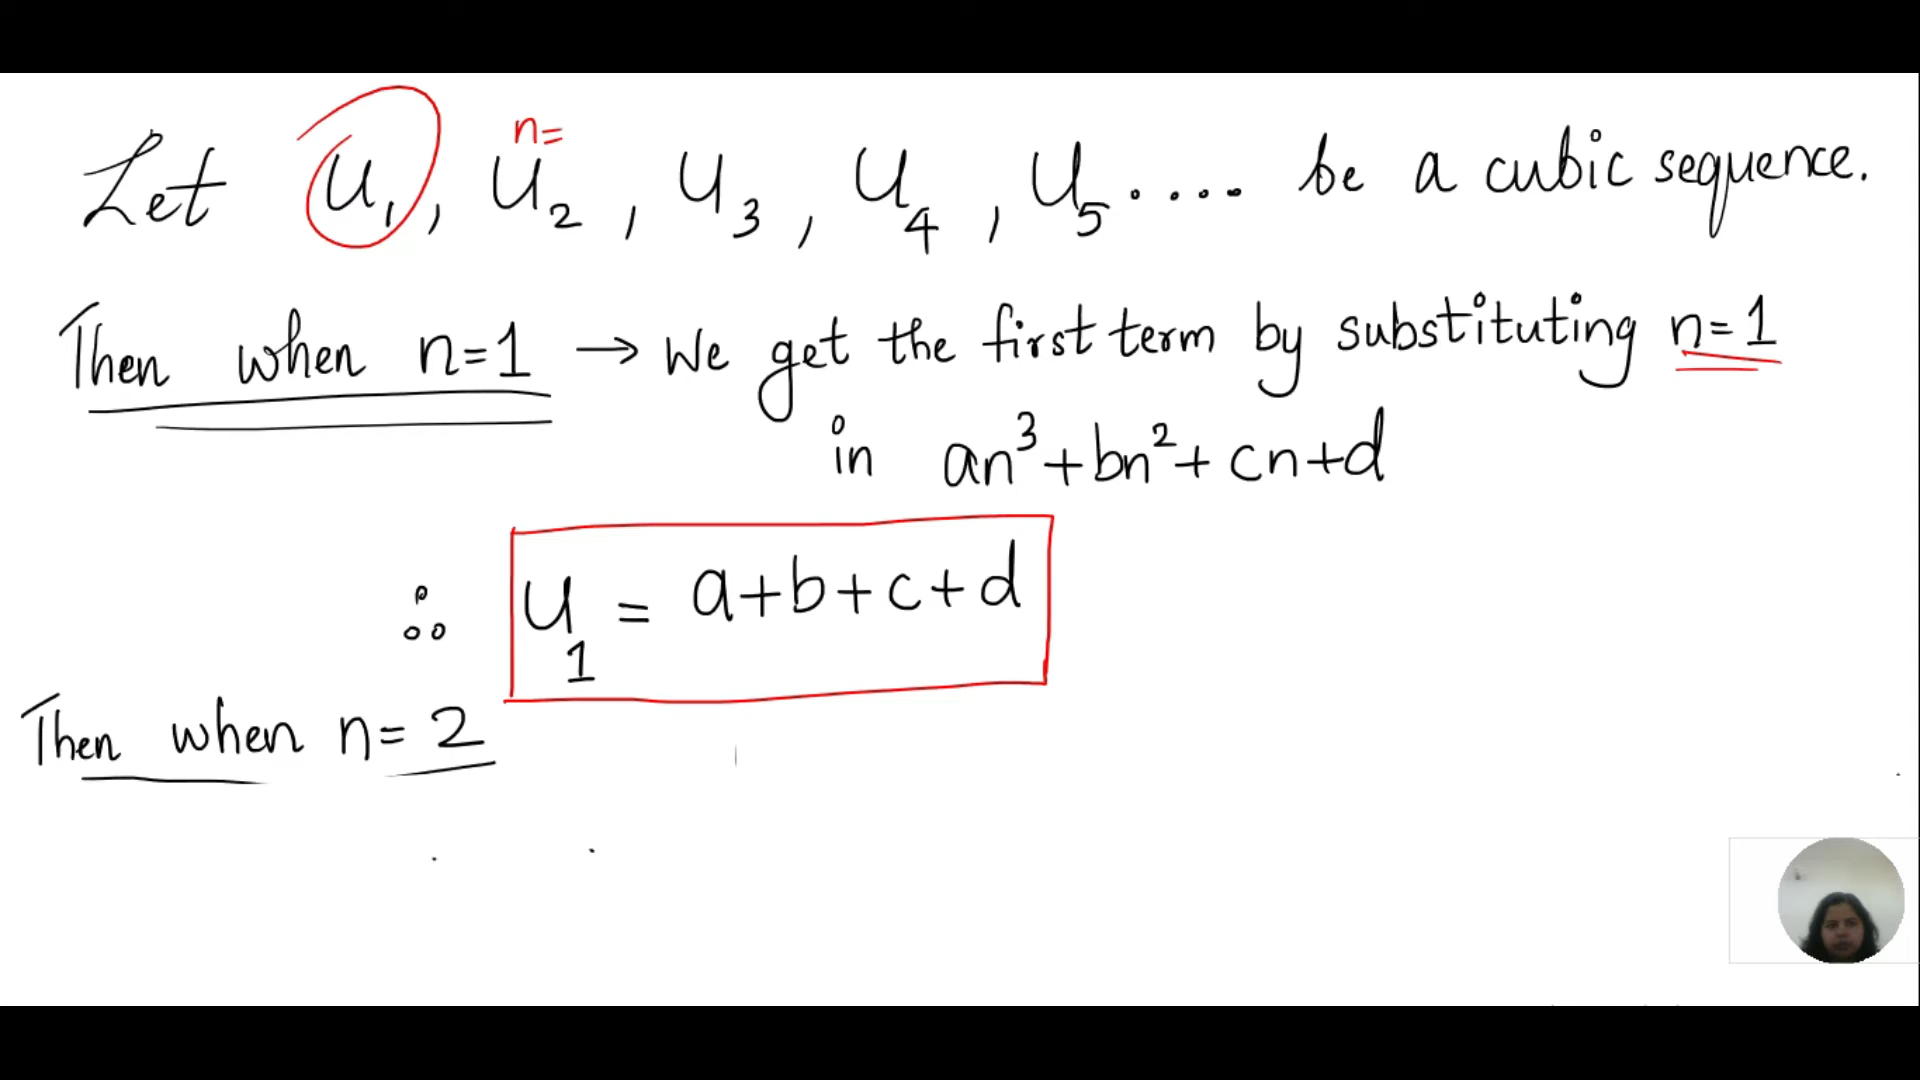 n=
Let U₁, U₂, U₃, U₄, U₅.... be a cubic sequence.
Then when n=1 → We get the first term by substituting n=1
in an³+bn²+cn+d
∴ U₁ = a+b+c+d
Then when n=2